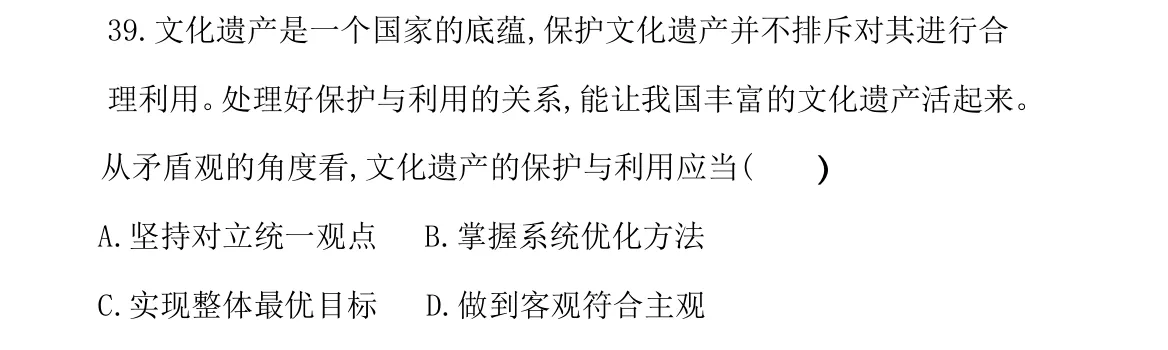 39.文化遗产是一个国家的底蕴,保护文化遗产并不排斥对其进行合
理利用。处理好保护与利用的关系,能让我国丰富的文化遗产活起来。
从矛盾观的角度看,文化遗产的保护与利用应当(  )
A.坚持对立统一观点 B.掌握系统优化方法
C.实现整体最优目标 D.做到客观符合主观